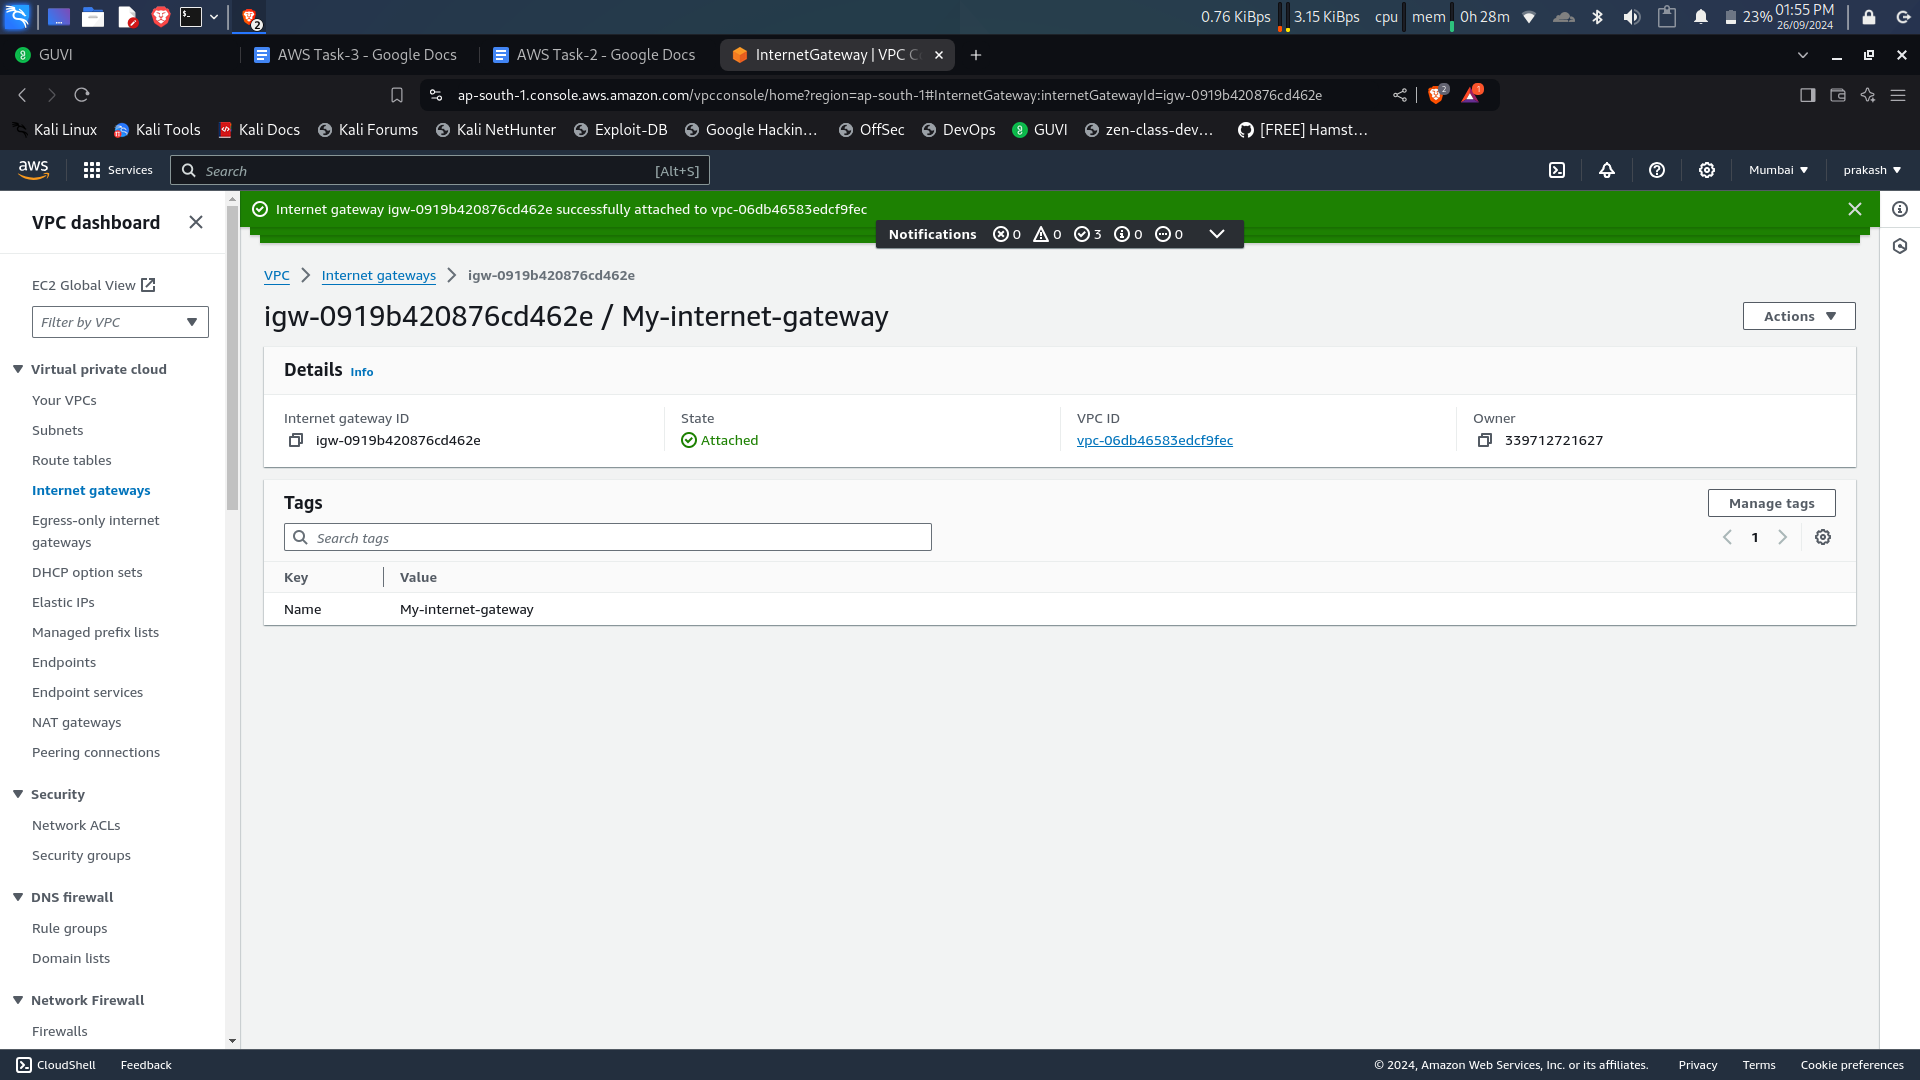 0.76 KiBps 3.15 KiBps cpu mem 0h 28m 23% 01:55 PM
26/09/2024
2
GUVI AWS Task-3 - Google Docs AWS Task-2 - Google Docs InternetGateway | VPC C
ap-south-1.console.aws.amazon.com/vpcconsole/home?region=ap-south-1#InternetGateway:internetGatewayId=igw-0919b420876cd462e 2 1
Kali Linux Kali Tools Kali Docs Kali Forums Kali NetHunter Exploit-DB Google Hackin... OffSec DevOps GUVI zen-class-dev... [FREE] Hamst...
aws Services Search [Alt+S] Mumbai prakash
VPC dashboard
EC2 Global View
Filter by VPC
Virtual private cloud
Your VPCs
Subnets
Route tables
Internet gateways
Egress-only internet
gateways
DHCP option sets
Elastic IPs
Managed prefix lists
Endpoints
Endpoint services
NAT gateways
Peering connections
Security
Network ACLs
Security groups
DNS firewall
Rule groups
Domain lists
Network Firewall
Firewalls
Internet gateway igw-0919b420876cd462e successfully attached to vpc-06db46583edcf9fec
Notifications 0 0 3 0 0
VPC Internet gateways igw-0919b420876cd462e
igw-0919b420876cd462e / My-internet-gateway
Actions
Details Info
Internet gateway ID
igw-0919b420876cd462e
State
Attached
VPC ID
vpc-06db46583edcf9fec
Owner
339712721627
Tags
Manage tags
Search tags
1
Key Value
Name My-internet-gateway
CloudShell Feedback © 2024, Amazon Web Services, Inc. or its affiliates. Privacy Terms Cookie preferences